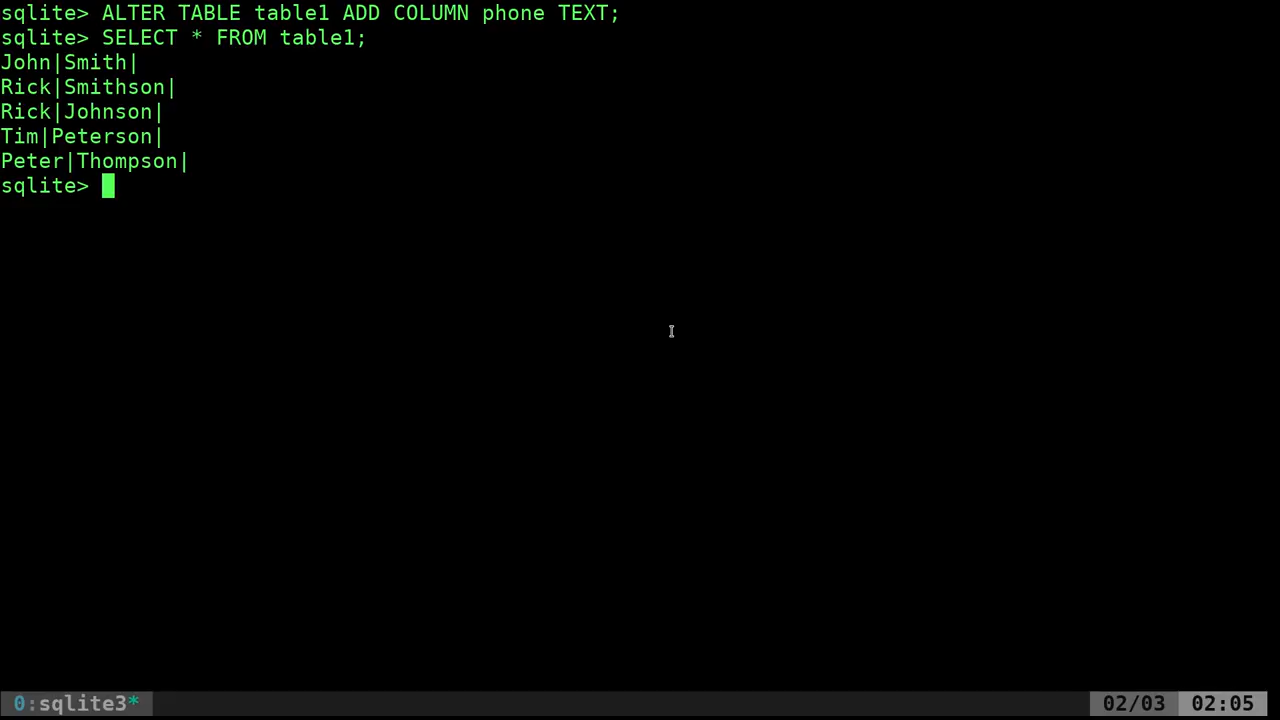 sqlite> ALTER TABLE table1 ADD COLUMN phone TEXT;
sqlite> SELECT * FROM table1;
John|Smith|
Rick|Smithson|
Rick|Johnson|
Tim|Peterson|
Peter|Thompson|
sqlite>
0:sqlite3* 02/03 02:05